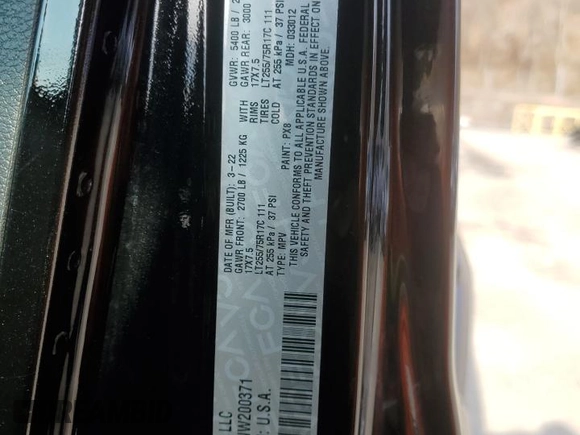 LLC
DATE OF MFR (BUILT): 3-22 GVWR: 5400 LB /
GAWR FRONT: 2700 LB / 1225 KG WITH GAWR REAR: 3000
17X7.5 RIMS 17X7.5
LT255/75R17C 111 TIRES LT255/75R17C 111
AT 255 kPa / 37 PSI COLD AT 255 kPa / 37 PSI
W200371 TYPE: MPV PAINT: PX8 MDH: 033012
: U.S.A. THIS VEHICLE CONFORMS TO ALL APPLICABLE U.S.A. FEDERAL
SAFETY AND THEFT PREVENTION STANDARDS IN EFFECT ON
MANUFACTURE SHOWN ABOVE.